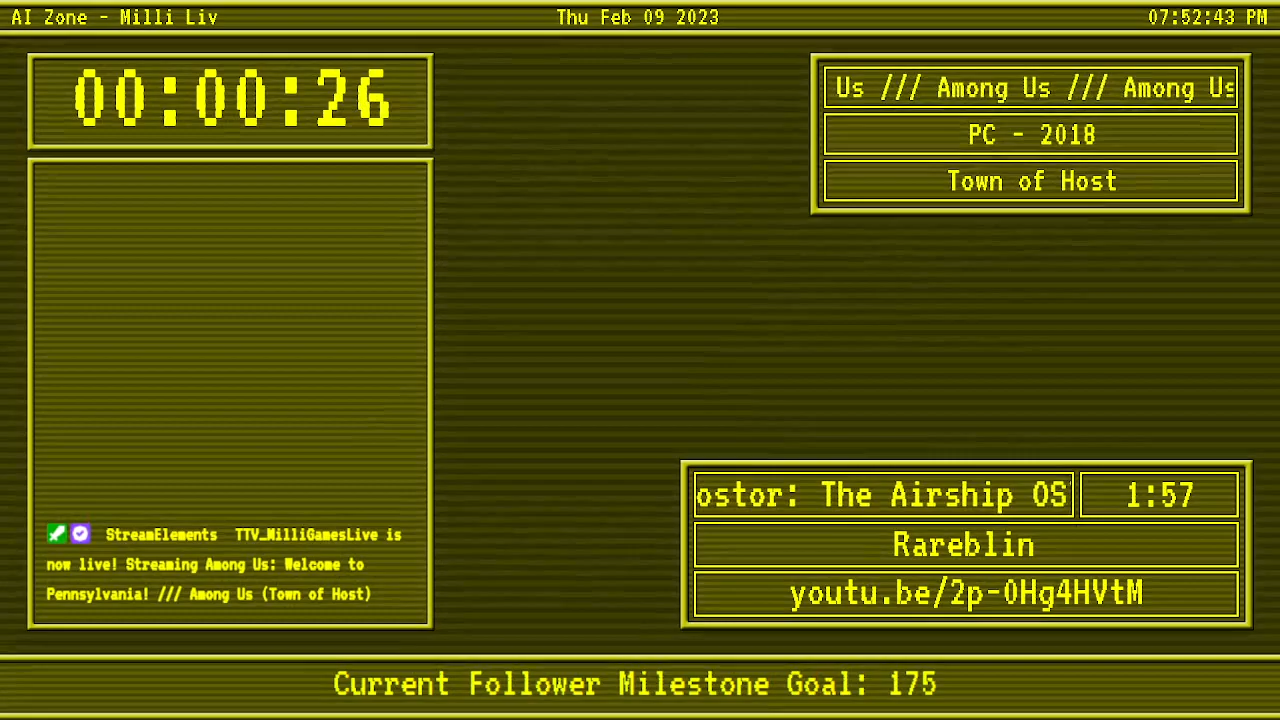 AI Zone - Milli Liv
Thu Feb 09 2023
07:52:43 PM
00:00:26
Us /// Among Us /// Among Us
PC - 2018
Town of Host
StreamElements TTV_MilliGamesLive is
now live! Streaming Among Us: Welcome to
Pennsylvania! /// Among Us (Town of Host)
ostor: The Airship OS
1:57
Rareblin
youtu.be/2p-0Hg4HVtM
Current Follower Milestone Goal: 175